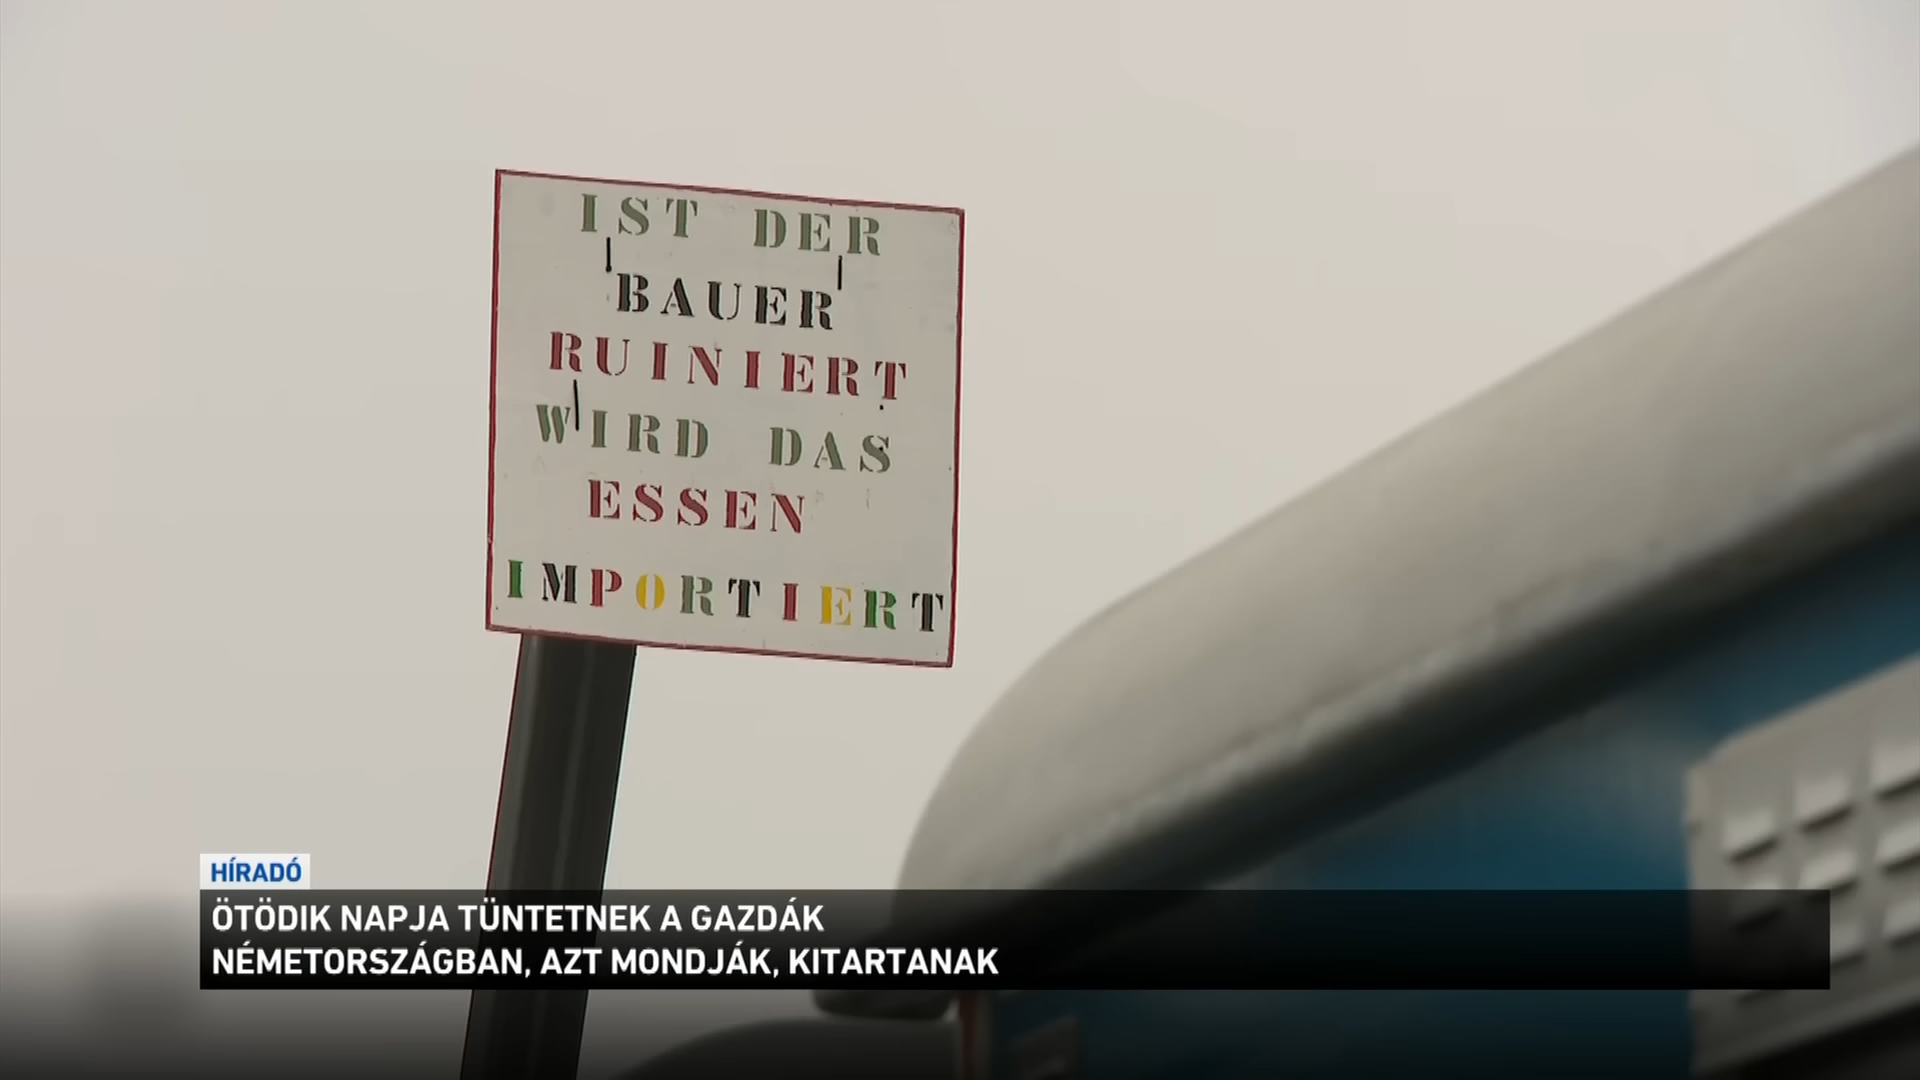 IST DER
BAUER
RUINIERT
WIRD DAS
ESSEN
IMPORTIERT
HÍRADÓ
ÖTÖDIK NAPJA TÜNTETNEK A GAZDÁK
NÉMETORSZÁGBAN, AZT MONDJÁK, KITARTANAK